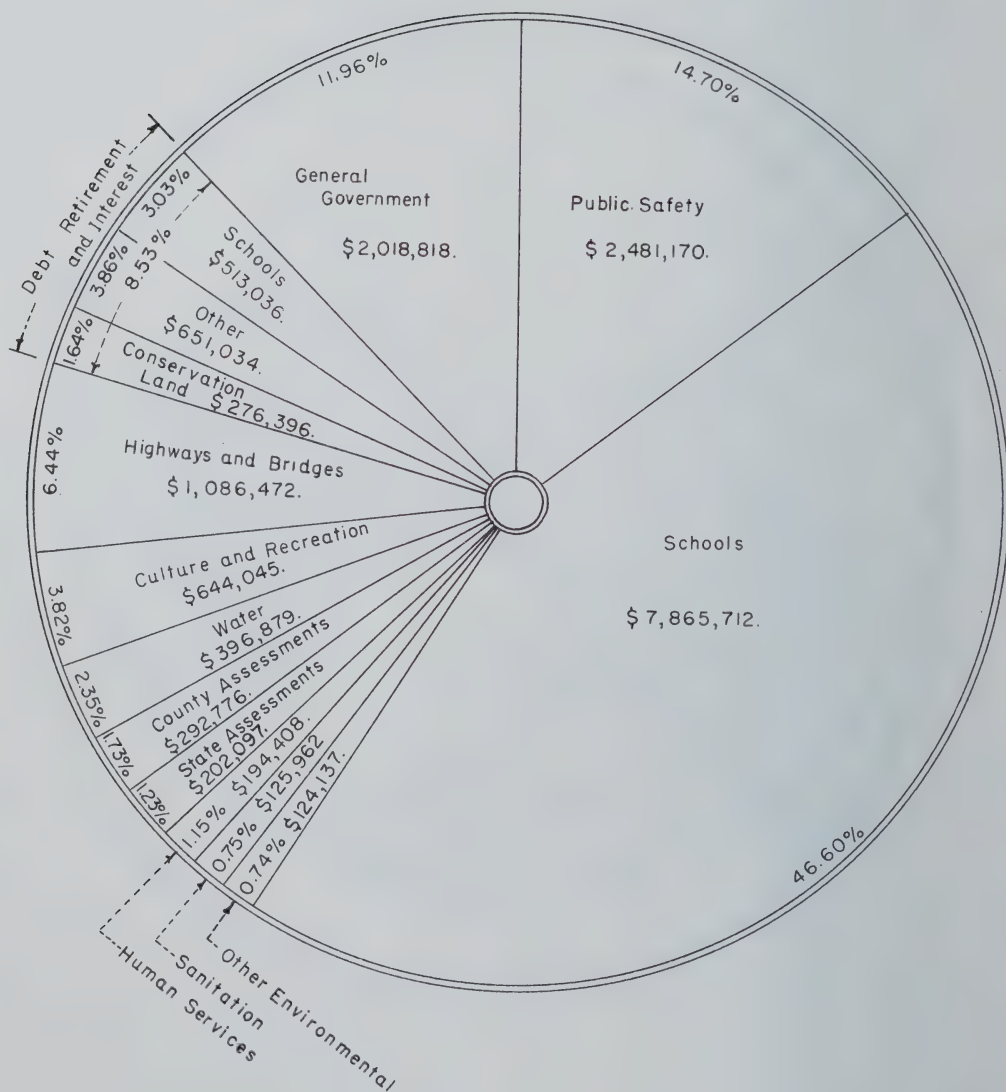 11.96%
General
Government
$2,018,818.
14.70%
Public Safety
$2,481,170.
Schools
$7,865,712.
46.60%
Debt Retirement
and Interest
8.53%
3.03%
Schools
$513,036.
3.86%
Other
$651,034.
1.64%
Conservation
Land $276,396.
6.44%
Highways and Bridges
$1,086,472.
3.82%
Culture and Recreation
$644,045.
2.35%
Water
$396,879.
1.73%
County Assessments
$292,776.
1.23%
State Assessments
$202,097.
1.15% $194,408.
0.75% $125,962
0.74% $124,137.
Other Environmental
Sanitation
Human Services